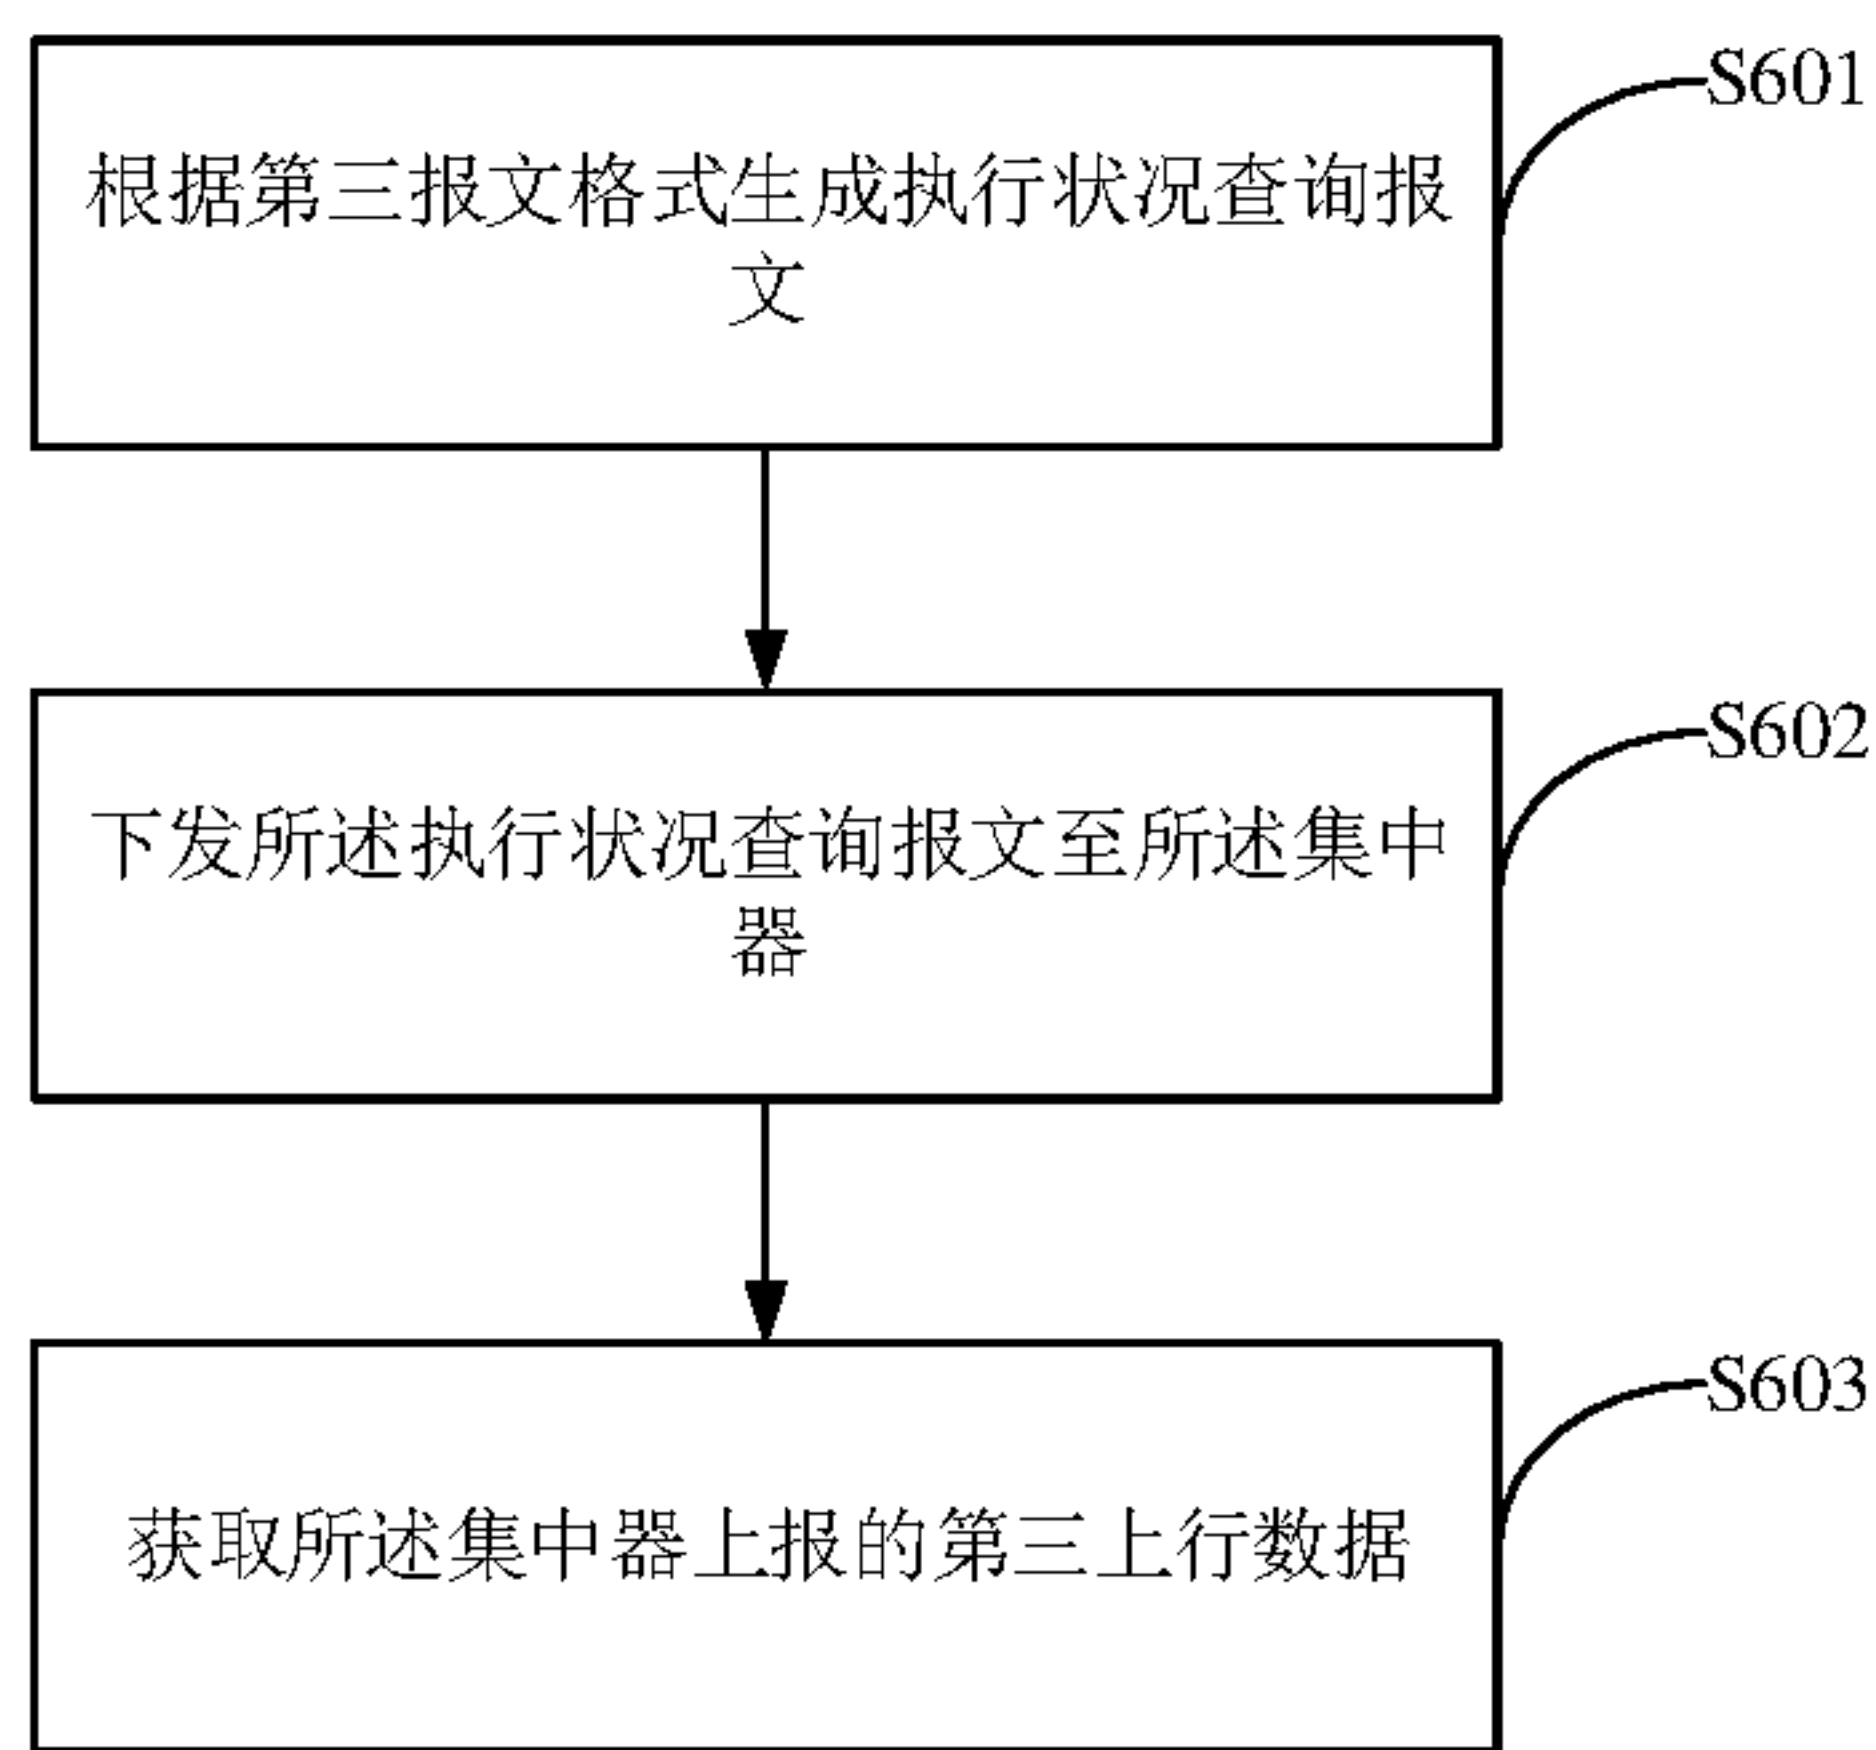 S601
根据第三报文格式生成执行状况查询报
文
S602
下发所述执行状况查询报文至所述集中
器
S603
获取所述集中器上报的第三上行数据